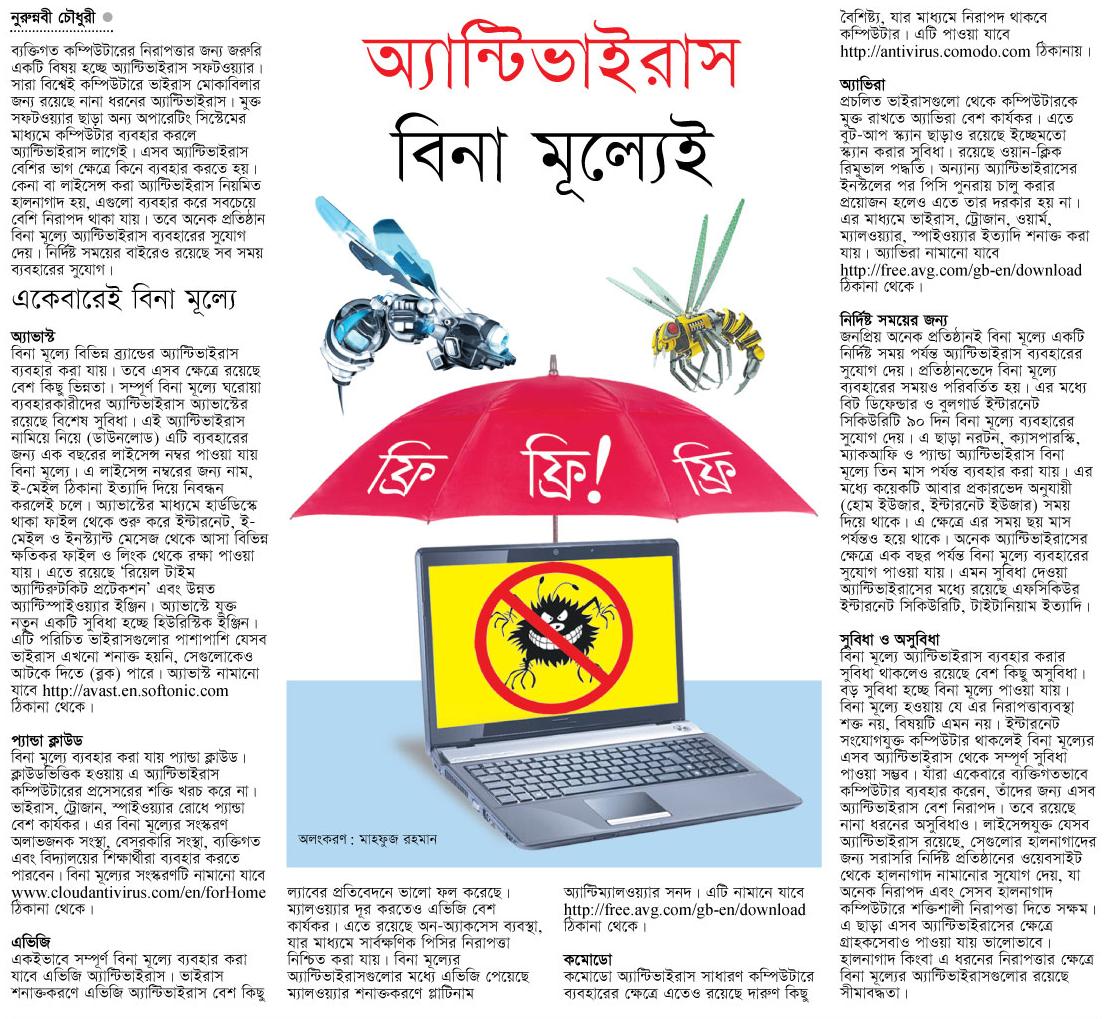 নুরুন্নবী চৌধুরী
অ্যান্টিভাইরাস
বিনা মূল্যেই
ব্যক্তিগত কম্পিউটারের নিরাপত্তার জন্য জরুরি
একটি বিষয় হচ্ছে অ্যান্টিভাইরাস সফটওয়্যার।
সারা বিশ্বেই কম্পিউটারে ভাইরাস মোকাবিলার
জন্য রয়েছে নানা ধরনের অ্যান্টিভাইরাস। মুক্ত
সফটওয়্যার ছাড়া অন্য অপারেটিং সিস্টেমের
মাধ্যমে কম্পিউটার ব্যবহার করলে
অ্যান্টিভাইরাস লাগেই। এসব অ্যান্টিভাইরাস
বেশির ভাগ ক্ষেত্রে কিনে ব্যবহার করতে হয়।
কেনা বা লাইসেন্স করা অ্যান্টিভাইরাস নিয়মিত
হালনাগাদ হয়, এগুলো ব্যবহার করে সবচেয়ে
বেশি নিরাপদ থাকা যায়। তবে অনেক প্রতিষ্ঠান
বিনা মূল্যে অ্যান্টিভাইরাস ব্যবহারের সুযোগ
দেয়। নির্দিষ্ট সময়ের বাইরেও রয়েছে সব সময়
ব্যবহারের সুযোগ।
একেবারেই বিনা মূল্যে
অ্যাভাস্ট
বিনা মূল্যে বিভিন্ন ব্র্যান্ডের অ্যান্টিভাইরাস
ব্যবহার করা যায়। তবে এসব ক্ষেত্রে রয়েছে
বেশ কিছু ভিন্নতা। সম্পূর্ণ বিনা মূল্যে ঘরোয়া
ব্যবহারকারীদের অ্যান্টিভাইরাস অ্যাভাস্টের
রয়েছে বিশেষ সুবিধা। এই অ্যান্টিভাইরাস
নামিয়ে নিয়ে (ডাউনলোড) এটি ব্যবহারের
জন্য এক বছরের লাইসেন্স নম্বর পাওয়া যায়
বিনা মূল্যে। এ লাইসেন্স নম্বরের জন্য নাম,
ই-মেইল ঠিকানা ইত্যাদি দিয়ে নিবন্ধন
করলেই চলে। অ্যাভাস্টের মাধ্যমে হার্ডডিস্কে
থাকা ফাইল থেকে শুরু করে ইন্টারনেট, ই-
মেইল ও ইনস্ট্যান্ট মেসেজ থেকে আসা বিভিন্ন
ক্ষতিকর ফাইল ও লিংক থেকে রক্ষা পাওয়া
যায়। এতে রয়েছে ‘রিয়েল টাইম
অ্যান্টিরুটকিট প্রটেকশন’ এবং উন্নত
অ্যান্টিস্পাইওয়্যার ইঞ্জিন। অ্যাভাস্টে যুক্ত
নতুন একটি সুবিধা হচ্ছে হিউরিস্টিক ইঞ্জিন।
এটি পরিচিত ভাইরাসগুলোর পাশাপাশি যেসব
ভাইরাস এখনো শনাক্ত হয়নি, সেগুলোকেও
আটকে দিতে (ব্লক) পারে। অ্যাভাস্ট নামানো
যাবে http://avast.en.softonic.com
ঠিকানা থেকে।
প্যান্ডা ক্লাউড
বিনা মূল্যে ব্যবহার করা যায় প্যান্ডা ক্লাউড।
ক্লাউডভিত্তিক হওয়ায় এ অ্যান্টিভাইরাস
কম্পিউটারের প্রসেসরের শক্তি খরচ করে না।
ভাইরাস, ট্রোজান, স্পাইওয়্যার রোধে প্যান্ডা
বেশ কার্যকর। এর বিনা মূল্যের সংস্করণ
অলাভজনক সংস্থা, বেসরকারি সংস্থা, ব্যক্তিগত
এবং বিদ্যালয়ের শিক্ষার্থীরা ব্যবহার করতে
পারবেন। বিনা মূল্যের সংস্করণটি নামানো যাবে
www.cloudantivirus.com/en/forHome
ঠিকানা থেকে।
এভিজি
একইভাবে সম্পূর্ণ বিনা মূল্যে ব্যবহার করা
যাবে এভিজি অ্যান্টিভাইরাস। ভাইরাস
শনাক্তকরণে এভিজি অ্যান্টিভাইরাস বেশ কিছু
ফ্রি
ফ্রি!
ফ্রি
অলংকরণ : মাহফুজ রহমান
ল্যাবের প্রতিবেদনে ভালো ফল করেছে।
ম্যালওয়্যার দূর করতেও এভিজি বেশ
কার্যকর। এতে রয়েছে অন-অ্যাকসেস ব্যবস্থা,
যার মাধ্যমে সার্বক্ষণিক পিসির নিরাপত্তা
নিশ্চিত করা যায়। বিনা মূল্যের
অ্যান্টিভাইরাসগুলোর মধ্যে এভিজি পেয়েছে
ম্যালওয়্যার শনাক্তকরণে প্লাটিনাম
অ্যান্টিম্যালওয়্যার সনদ। এটি নামানে যাবে
http://free.avg.com/gb-en/download
ঠিকানা থেকে।
কমোডো
কমোডো অ্যান্টিভাইরাস সাধারণ কম্পিউটারে
ব্যবহারের ক্ষেত্রে এতেও রয়েছে দারুণ কিছু
বৈশিষ্ট্য, যার মাধ্যমে নিরাপদ থাকবে
কম্পিউটার। এটি পাওয়া যাবে
http://antivirus.comodo.com ঠিকানায়।
অ্যাভিরা
প্রচলিত ভাইরাসগুলো থেকে কম্পিউটারকে
মুক্ত রাখতে অ্যাভিরা বেশ কার্যকর। এতে
বুট-আপ স্ক্যান ছাড়াও রয়েছে ইচ্ছেমতো
স্ক্যান করার সুবিধা। রয়েছে ওয়ান-ক্লিক
রিমুভাল পদ্ধতি। অন্যান্য অ্যান্টিভাইরাসের
ইনস্টলের পর পিসি পুনরায় চালু করার
প্রয়োজন হলেও এতে তার দরকার হয় না।
এর মাধ্যমে ভাইরাস, ট্রোজান, ওয়ার্ম,
ম্যালওয়্যার, স্পাইওয়্যার ইত্যাদি শনাক্ত করা
যায়। অ্যাভিরা নামানো যাবে
http://free.avg.com/gb-en/download
ঠিকানা থেকে।
নির্দিষ্ট সময়ের জন্য
জনপ্রিয় অনেক প্রতিষ্ঠানই বিনা মূল্যে একটি
নির্দিষ্ট সময় পর্যন্ত অ্যান্টিভাইরাস ব্যবহারের
সুযোগ দেয়। প্রতিষ্ঠানভেদে বিনা মূল্যে
ব্যবহারের সময়ও পরিবর্তিত হয়। এর মধ্যে
বিট ডিফেন্ডার ও বুলগার্ড ইন্টারনেট
সিকিউরিটি ৯০ দিন বিনা মূল্যে ব্যবহারের
সুযোগ দেয়। এ ছাড়া নরটন, ক্যাসপারস্কি,
ম্যাকআফি ও প্যান্ডা অ্যান্টিভাইরাস বিনা
মূল্যে তিন মাস পর্যন্ত ব্যবহার করা যায়। এর
মধ্যে কয়েকটি আবার প্রকারভেদ অনুযায়ী
(হোম ইউজার, ইন্টারনেট ইউজার) সময়
দিয়ে থাকে। এ ক্ষেত্রে এর সময় ছয় মাস
পর্যন্তও হয়ে থাকে। অনেক অ্যান্টিভাইরাসের
ক্ষেত্রে এক বছর পর্যন্ত বিনা মূল্যে ব্যবহারের
সুযোগ পাওয়া যায়। এমন সুবিধা দেওয়া
অ্যান্টিভাইরাসের মধ্যে রয়েছে এফসিকিউর
ইন্টারনেট সিকিউরিটি, টাইটানিয়াম ইত্যাদি।
সুবিধা ও অসুবিধা
বিনা মূল্যে অ্যান্টিভাইরাস ব্যবহার করার
সুবিধা থাকলেও রয়েছে বেশ কিছু অসুবিধা।
বড় সুবিধা হচ্ছে বিনা মূল্যে পাওয়া যায়।
বিনা মূল্যে হওয়ায় যে এর নিরাপত্তাব্যবস্থা
শক্ত নয়, বিষয়টি এমন নয়। ইন্টারনেট
সংযোগযুক্ত কম্পিউটার থাকলেই বিনা মূল্যের
এসব অ্যান্টিভাইরাস থেকে সম্পূর্ণ সুবিধা
পাওয়া সম্ভব। যাঁরা একেবারে ব্যক্তিগতভাবে
কম্পিউটার ব্যবহার করেন, তাঁদের জন্য এসব
অ্যান্টিভাইরাস বেশ নিরাপদ। তবে রয়েছে
নানা ধরনের অসুবিধাও। লাইসেন্সযুক্ত যেসব
অ্যান্টিভাইরাস রয়েছে, সেগুলোর হালনাগাদের
জন্য সরাসরি নির্দিষ্ট প্রতিষ্ঠানের ওয়েবসাইট
থেকে হালনাগাদ নামানোর সুযোগ দেয়, যা
অনেক নিরাপদ এবং সেসব হালনাগাদ
কম্পিউটারে শক্তিশালী নিরাপত্তা দিতে সক্ষম।
এ ছাড়া এসব অ্যান্টিভাইরাসের ক্ষেত্রে
গ্রাহকসেবাও পাওয়া যায় ভালোভাবে।
হালনাগাদ কিংবা এ ধরনের নিরাপত্তার ক্ষেত্রে
বিনা মূল্যের অ্যান্টিভাইরাসগুলোর রয়েছে
সীমাবদ্ধতা।